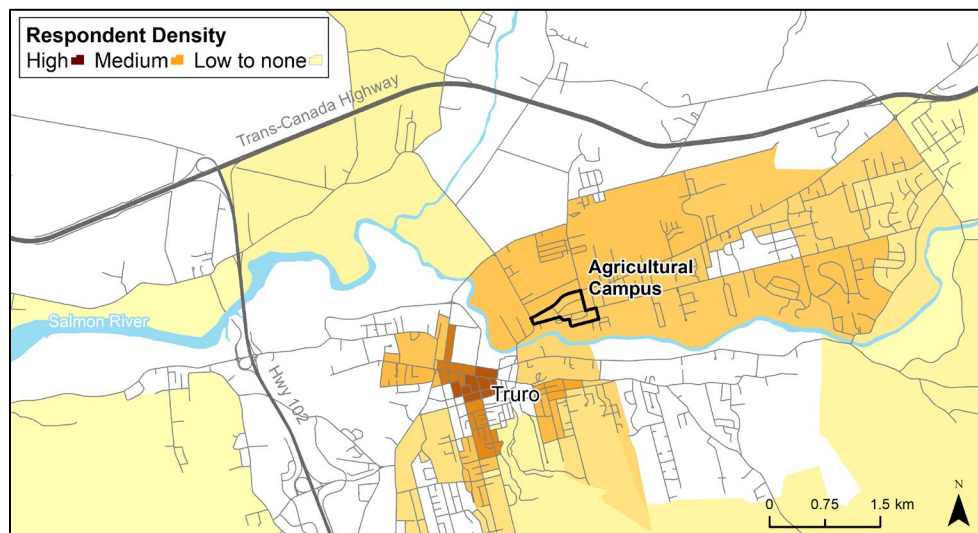 Respondent Density
High Medium Low to none
Trans-Canada Highway
Agricultural
Campus
Salmon River
Hwy 102
Truro
N
0 0.75 1.5 km